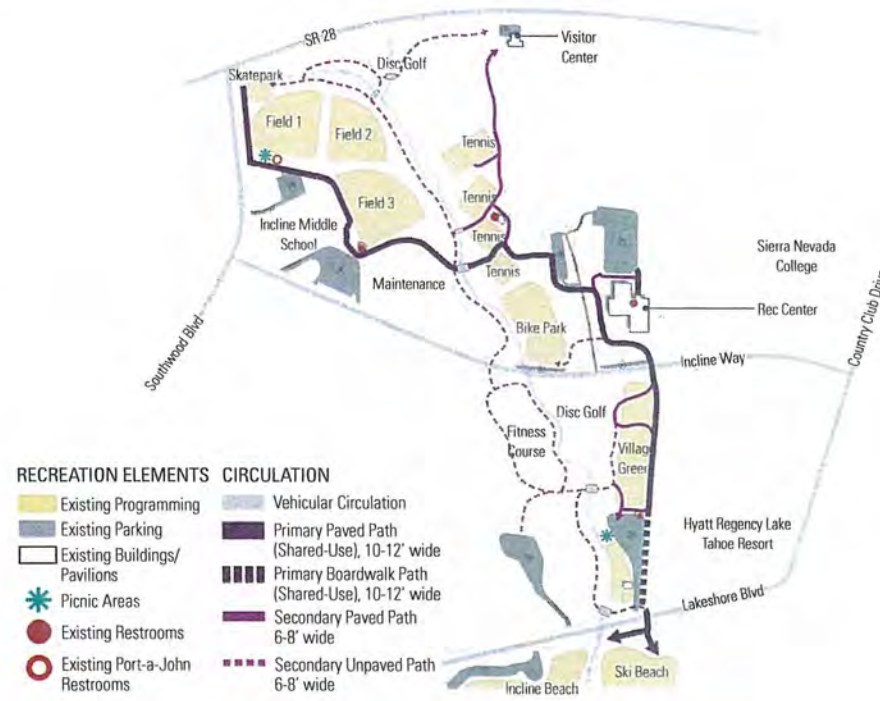 SR 28
Visitor
Center
Disc Golf
Skatepark
Field 1
Field 2
Tennis
Tennis
Field 3
Tennis
Incline Middle
School
Tennis
Maintenance
Sierra Nevada
College
Rec Center
Bike Park
Southwood Blvd
Country Club Drive
Incline Way
Disc Golf
Fitness
Course
Village
Green
Hyatt Regency Lake
Tahoe Resort
Lakeshore Blvd
Ski Beach
Incline Beach
RECREATION ELEMENTS
Existing Programming
Existing Parking
Existing Buildings/
Pavilions
Picnic Areas
Existing Restrooms
Existing Port-a-John
Restrooms
CIRCULATION
Vehicular Circulation
Primary Paved Path
(Shared-Use), 10-12' wide
Primary Boardwalk Path
(Shared-Use), 10-12' wide
Secondary Paved Path
6-8' wide
Secondary Unpaved Path
6-8' wide